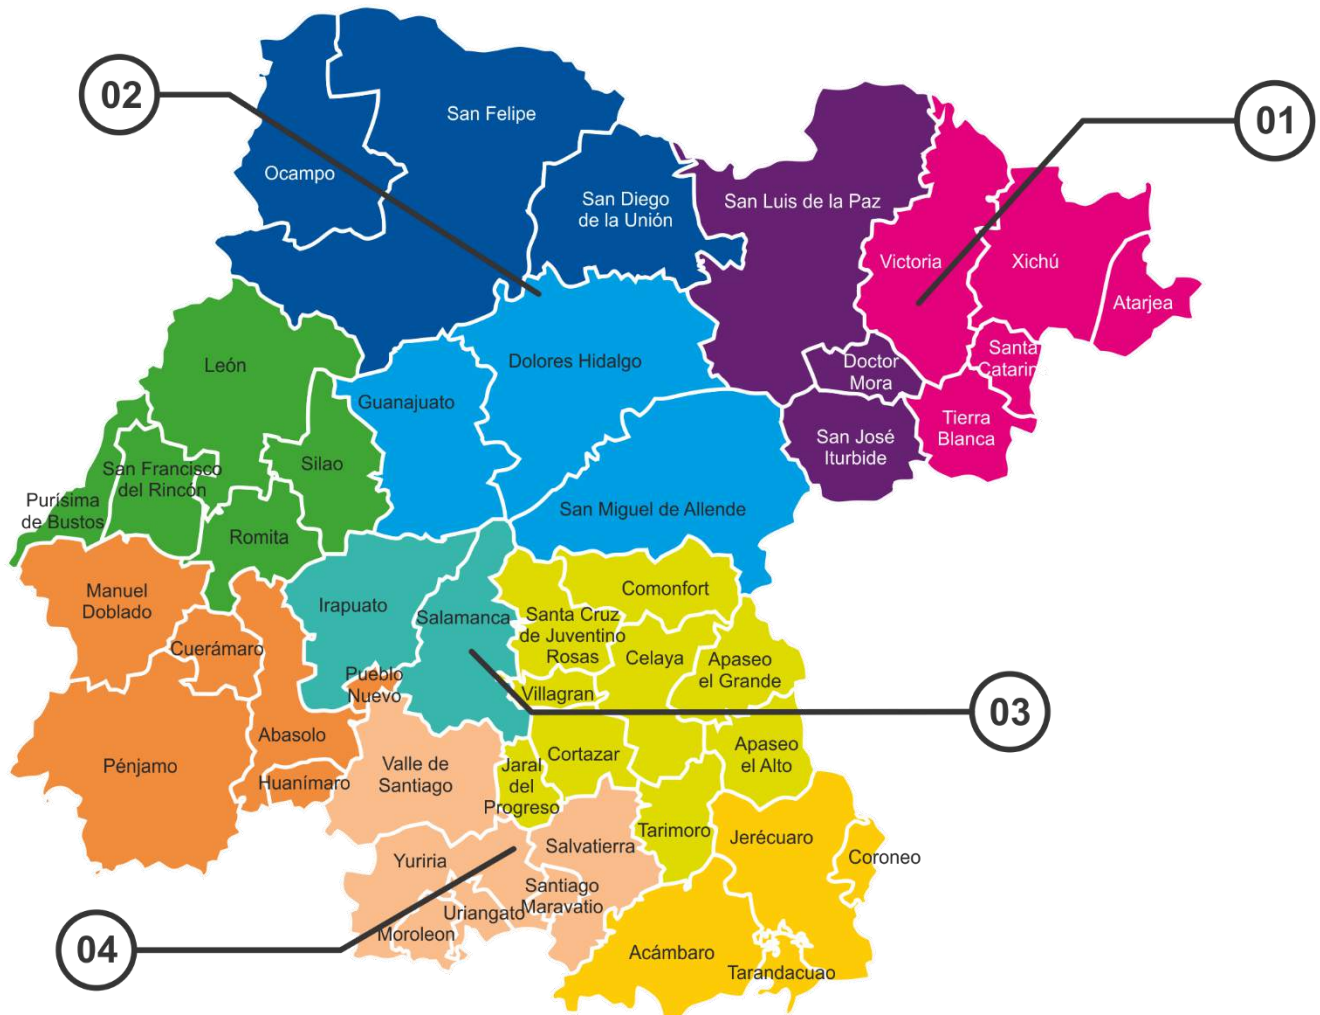 02
01
San Felipe
Ocampo
San Diego
de la Unión
San Luis de la Paz
Victoria
Xichú
Atarjea
Santa
Catarin
Doctor
Mora
Tierra
Blanca
San José
Iturbide
León
Dolores Hidalgo
Guanajuato
Silao
San Francisco
del Rincón
Purísima
de Bustos
Romita
San Miguel de Allende
Manuel
Doblado
Irapuato
Salamanca
Comonfort
Santa Cruz
de Juventino
Rosas
Celaya
Apaseo
el Grande
Cuerámaro
Pueblo
Nuevo
Villagran
03
Abasolo
Pénjamo
Huanímaro
Valle de
Santiago
Jaral
del
Progreso
Cortazar
Apaseo
el Alto
Tarimoro
Jerécuaro
Coroneo
Salvatierra
Yuriria
Santiago
Maravatio
Uriangato
Moroleon
04
Acámbaro
Tarandacuao